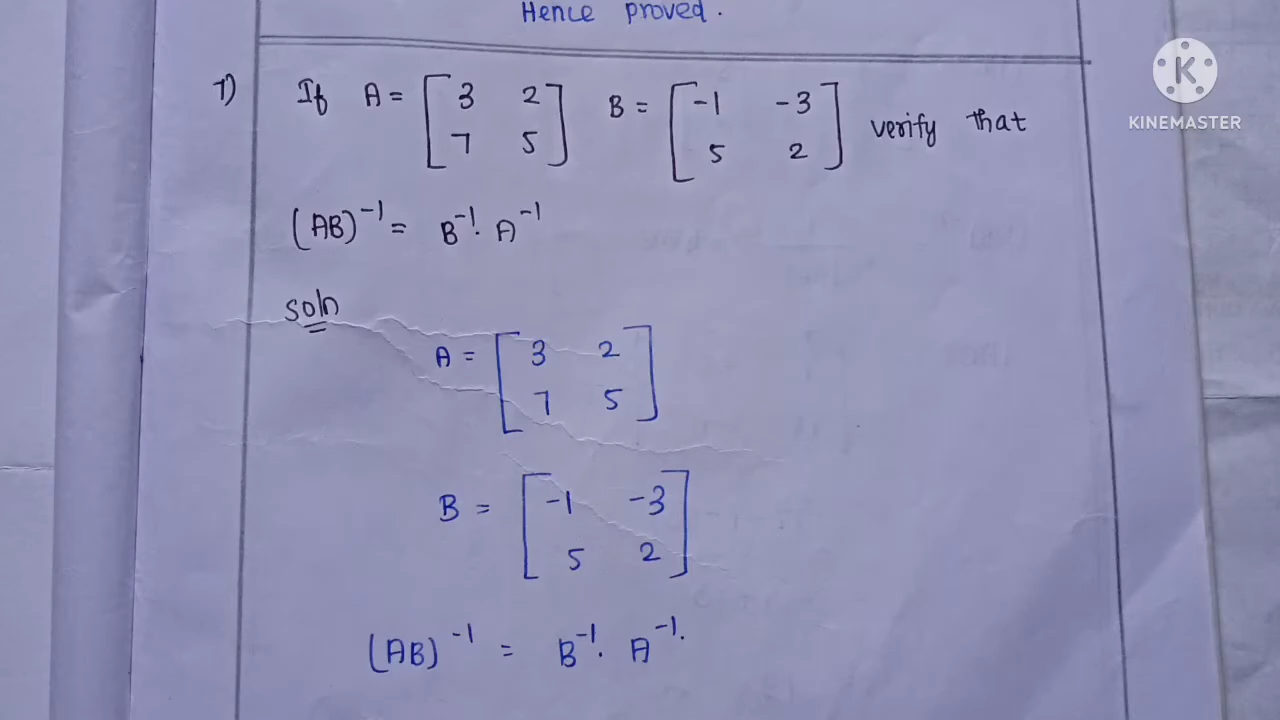 Hence proved.
7) If A = [3 2
7 5] B = [-1 -3
5 2] verify that
(AB)⁻¹ = B⁻¹. A⁻¹
soln
A = [3 2
7 5]
B = [-1 -3
5 2]
(AB)⁻¹ = B⁻¹. A⁻¹.
KINEMASTER